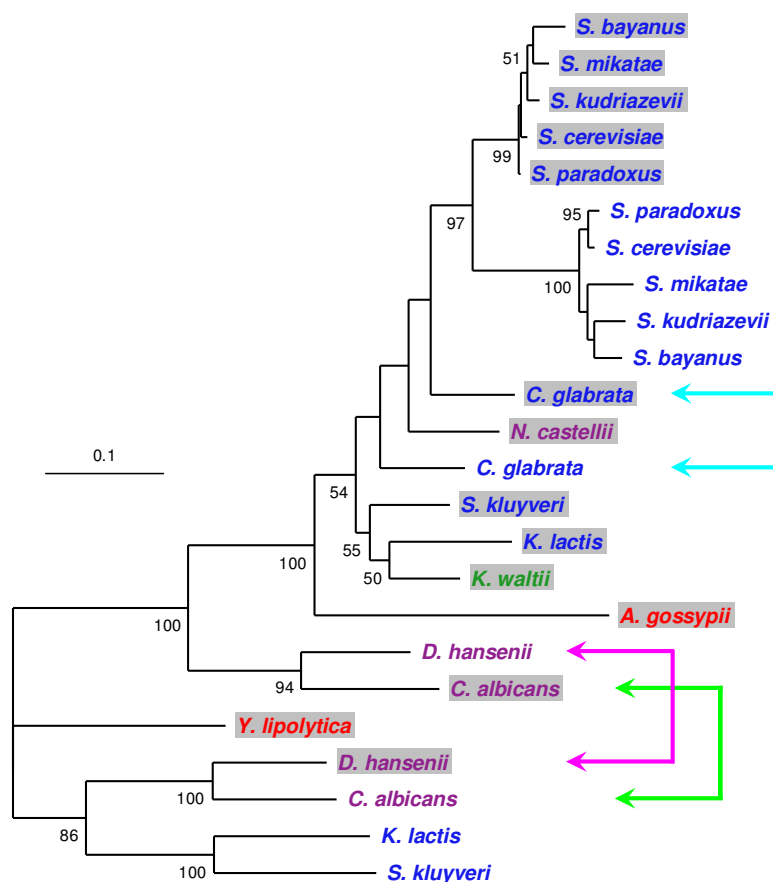 S. bayanus
51
S. mikatae
S. kudriazevii
S. cerevisiae
99
S. paradoxus
95
S. paradoxus
97
S. cerevisiae
100
S. mikatae
S. kudriazevii
S. bayanus
C. glabrata
N. castellii
0.1
C. glabrata
54
S. kluyveri
K. lactis
55
50
K. waltii
100
A. gossypii
100
D. hansenii
94
C. albicans
Y. lipolytica
D. hansenii
100
C. albicans
86
K. lactis
100
S. kluyveri